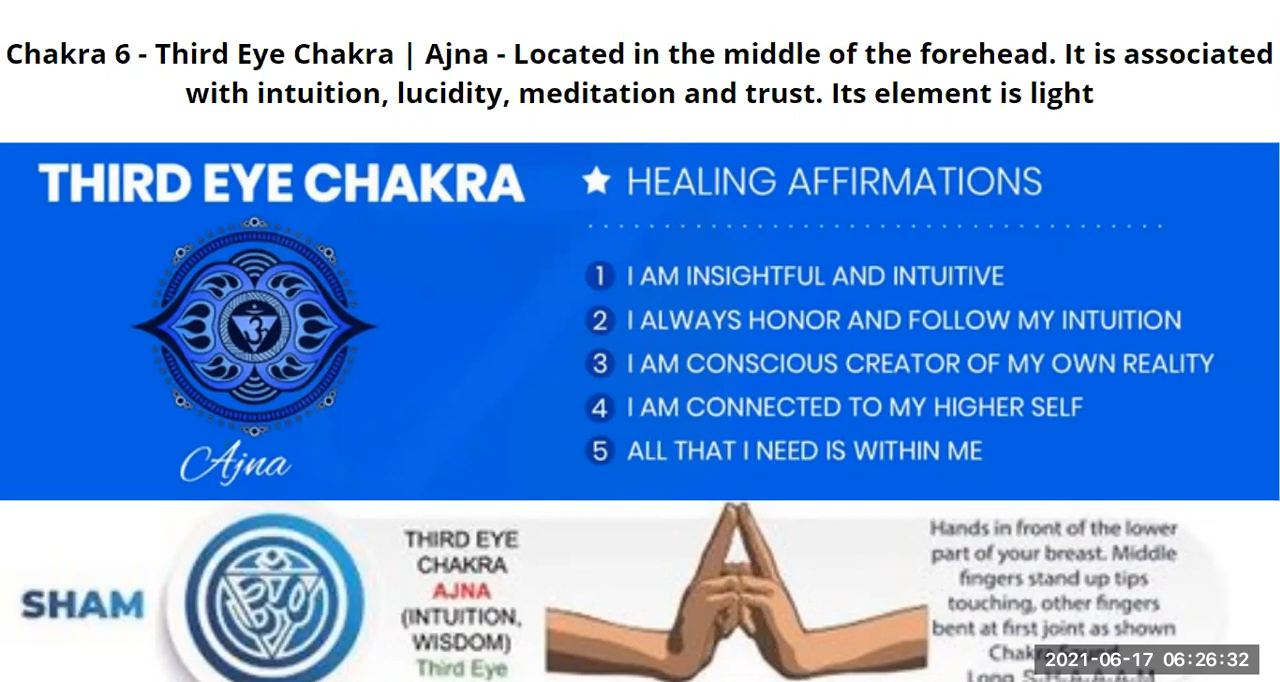 Chakra 6 - Third Eye Chakra | Ajna - Located in the middle of the forehead. It is associated
with intuition, lucidity, meditation and trust. Its element is light
THIRD EYE CHAKRA
Ajna
★ HEALING AFFIRMATIONS
1 I AM INSIGHTFUL AND INTUITIVE
2 I ALWAYS HONOR AND FOLLOW MY INTUITION
3 I AM CONSCIOUS CREATOR OF MY OWN REALITY
4 I AM CONNECTED TO MY HIGHER SELF
5 ALL THAT I NEED IS WITHIN ME
SHAM
THIRD EYE
CHAKRA
AJNA
(INTUITION,
WISDOM)
Third Eye
Hands in front of the lower
part of your breast. Middle
fingers stand up tips
touching, other fingers
bent at first joint as shown
2021-06-17 06:26:32